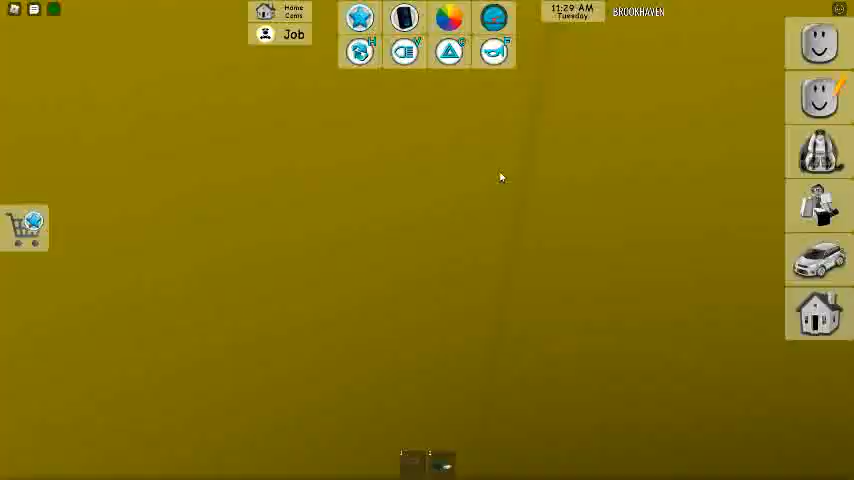 Home
Cams
Job
H
V
F
11:29 AM
Tuesday
BROOKHAVEN